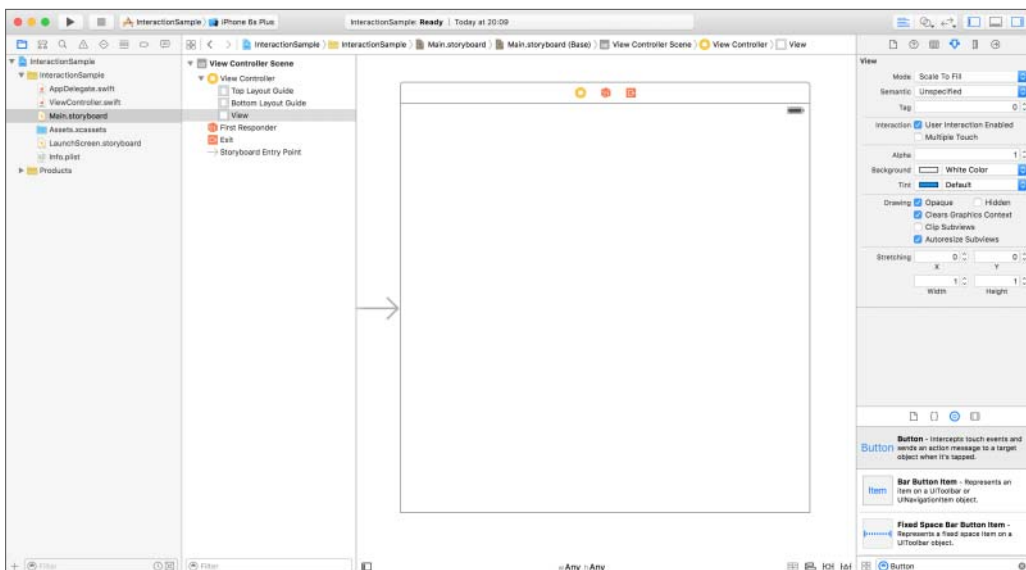 InteractionSample
iPhone 6s Plus
InteractionSample: Ready | Today at 20:09
InteractionSample
InteractionSample
Main.storyboard
Main.storyboard (Base)
View Controller Scene
View Controller
View
InteractionSample
InteractionSample
AppDelegate.swift
ViewController.swift
Main.storyboard
Assets.xcassets
LaunchScreen.storyboard
Info.plist
Products
Filter
View Controller Scene
View Controller
Top Layout Guide
Bottom Layout Guide
View
First Responder
Exit
Storyboard Entry Point
Filter
wAny hAny
View
Mode Scale To Fill
Semantic Unspecified
Tag 0
Interaction User Interaction Enabled
Multiple Touch
Alpha 1
Background White Color
Tint Default
Drawing Opaque Hidden
Clears Graphics Context
Clip Subviews
Autoresize Subviews
Stretching 0 0
X Y
1 1
Width Height
Button
Button - Intercepts touch events and
sends an action message to a target
object when it's tapped.
Item
Bar Button Item - Represents an
item on a UIToolbar or
UINavigationItem object.
Fixed Space Bar Button Item -
Represents a fixed space item on a
UIToolbar object.
Button